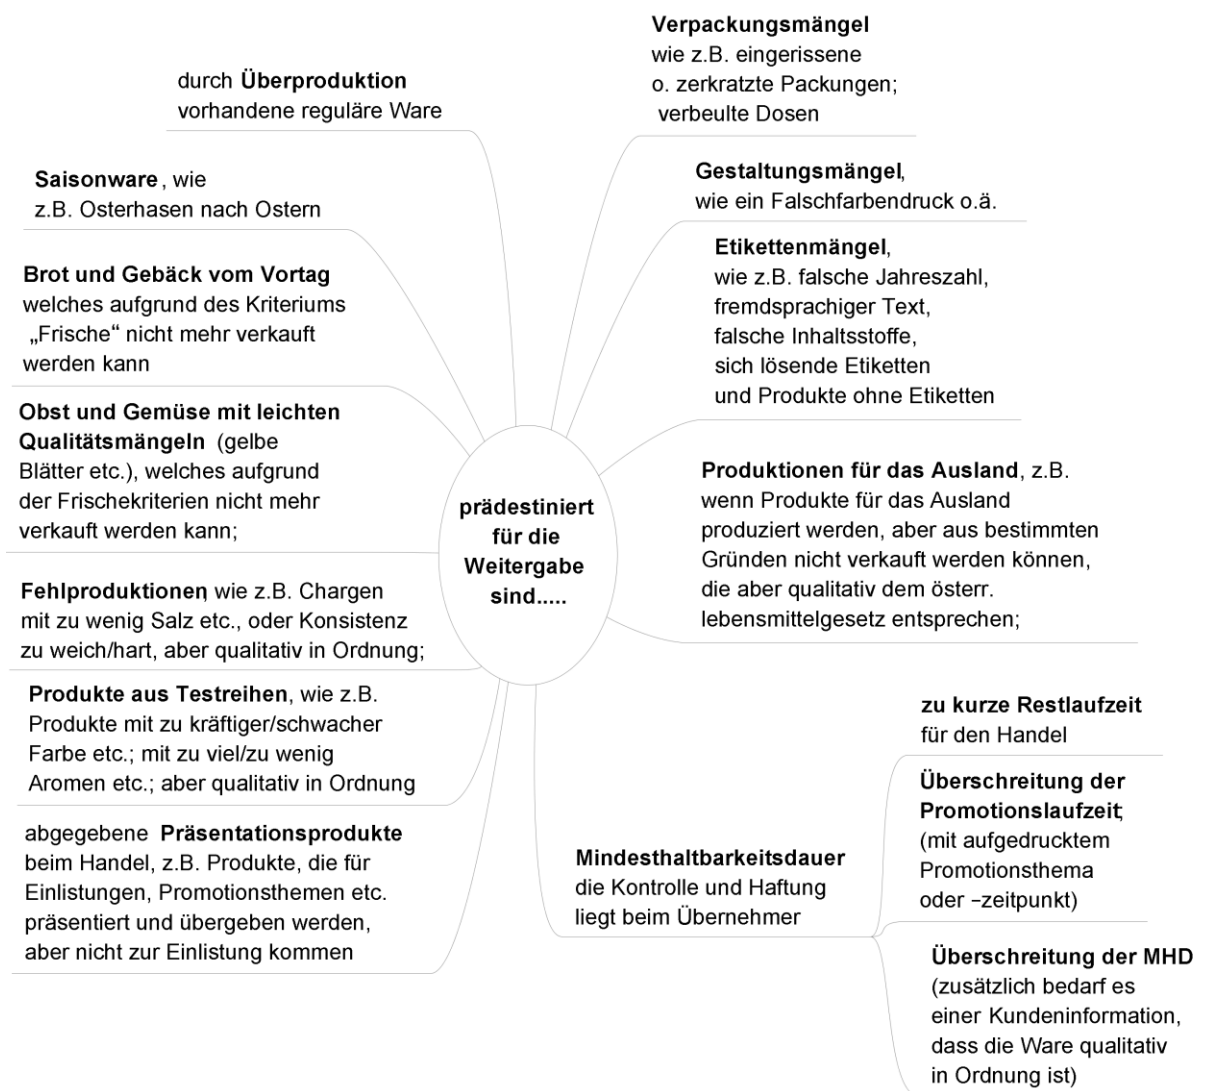 durch Überproduktion
vorhandene reguläre Ware
Saisonware, wie
z.B. Osterhasen nach Ostern
Brot und Gebäck vom Vortag
welches aufgrund des Kriteriums
„Frische“ nicht mehr verkauft
werden kann
Obst und Gemüse mit leichten
Qualitätsmängeln (gelbe
Blätter etc.), welches aufgrund
der Frischekriterien nicht mehr
verkauft werden kann;
Fehlproduktionen, wie z.B. Chargen
mit zu wenig Salz etc., oder Konsistenz
zu weich/hart, aber qualitativ in Ordnung;
Produkte aus Testreihen, wie z.B.
Produkte mit zu kräftiger/schwacher
Farbe etc.; mit zu viel/zu wenig
Aromen etc.; aber qualitativ in Ordnung
abgegebene Präsentationsprodukte
beim Handel, z.B. Produkte, die für
Einlistungen, Promotionsthemen etc.
präsentiert und übergeben werden,
aber nicht zur Einlistung kommen
prädestiniert
für die
Weitergabe
sind.....
Verpackungsmängel
wie z.B. eingerissene
o. zerkratzte Packungen;
verbeulte Dosen
Gestaltungsmängel,
wie ein Falschfarbendruck o.ä.
Etikettenmängel,
wie z.B. falsche Jahreszahl,
fremdsprachiger Text,
falsche Inhaltsstoffe,
sich lösende Etiketten
und Produkte ohne Etiketten
Produktionen für das Ausland, z.B.
wenn Produkte für das Ausland
produziert werden, aber aus bestimmten
Gründen nicht verkauft werden können,
die aber qualitativ dem österr.
lebensmittelgesetz entsprechen;
Mindesthaltbarkeitsdauer
die Kontrolle und Haftung
liegt beim Übernehmer
zu kurze Restlaufzeit
für den Handel
Überschreitung der
Promotionslaufzeit;
(mit aufgedrucktem
Promotionsthema
oder –zeitpunkt)
Überschreitung der MHD
(zusätzlich bedarf es
einer Kundeninformation,
dass die Ware qualitativ
in Ordnung ist)